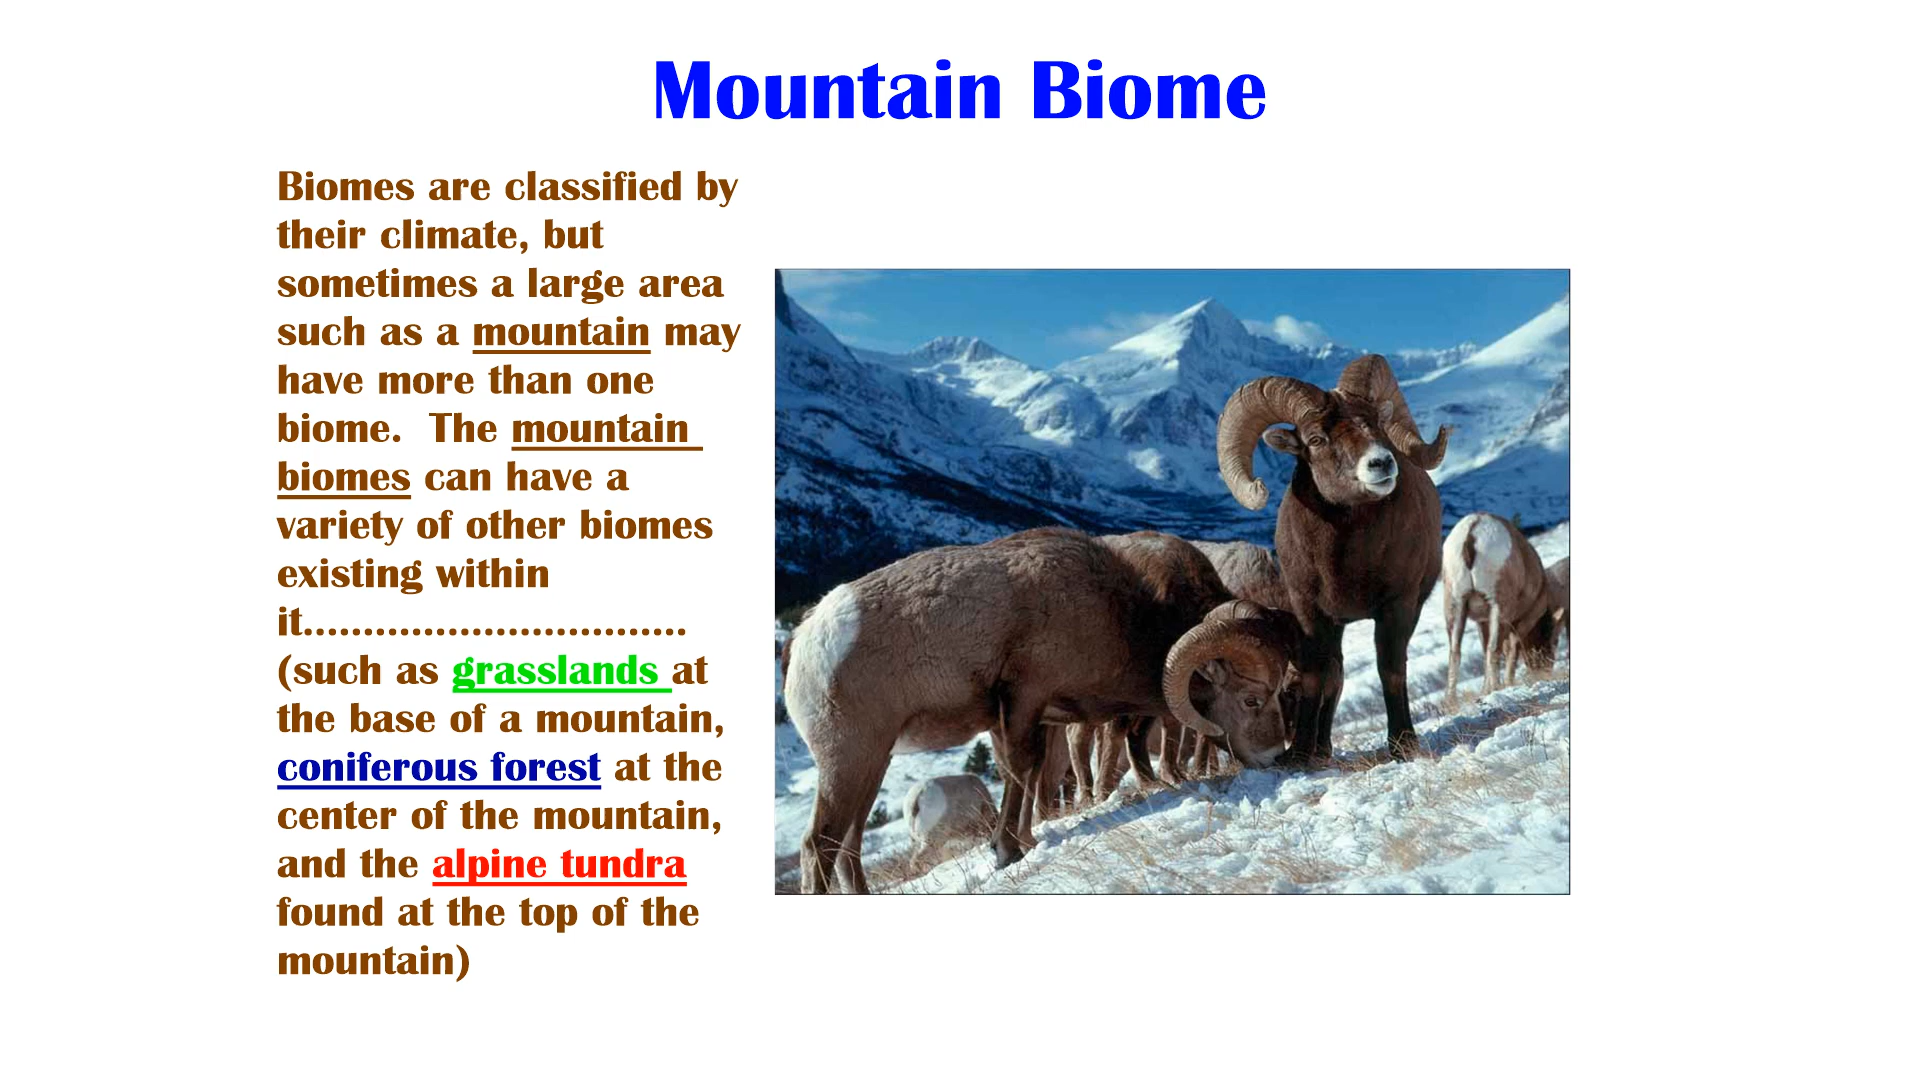 Mountain Biome
Biomes are classified by
their climate, but
sometimes a large area
such as a mountain may
have more than one
biome.  The mountain
biomes can have a
variety of other biomes
existing within
it................................
(such as grasslands at
the base of a mountain,
coniferous forest at the
center of the mountain,
and the alpine tundra
found at the top of the
mountain)